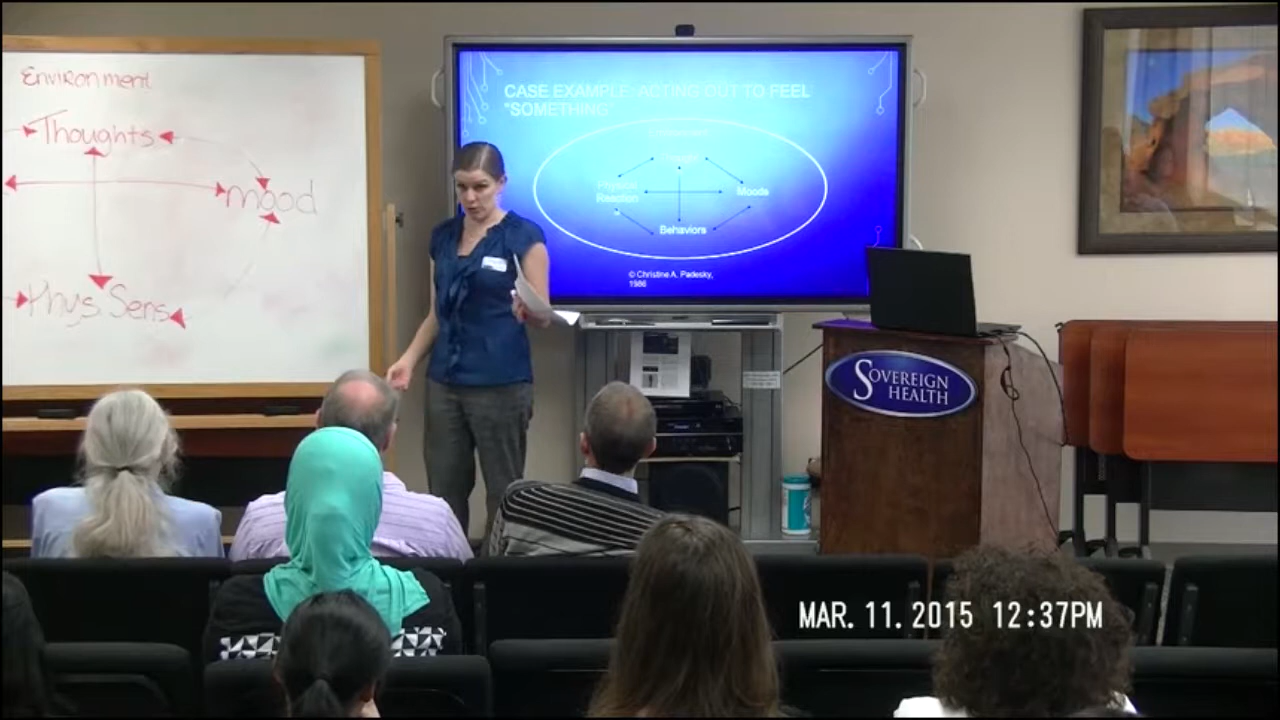 Environment
Thoughts
mood
Phys. Sens
CASE EXAMPLE: ACTING OUT TO FEEL
"SOMETHING"
Environment
Thoughts
Physical
Reaction
Moods
Behaviors
© Christine A. Padesky,
1986
SOVEREIGN
HEALTH
MAR. 11. 2015 12:37PM